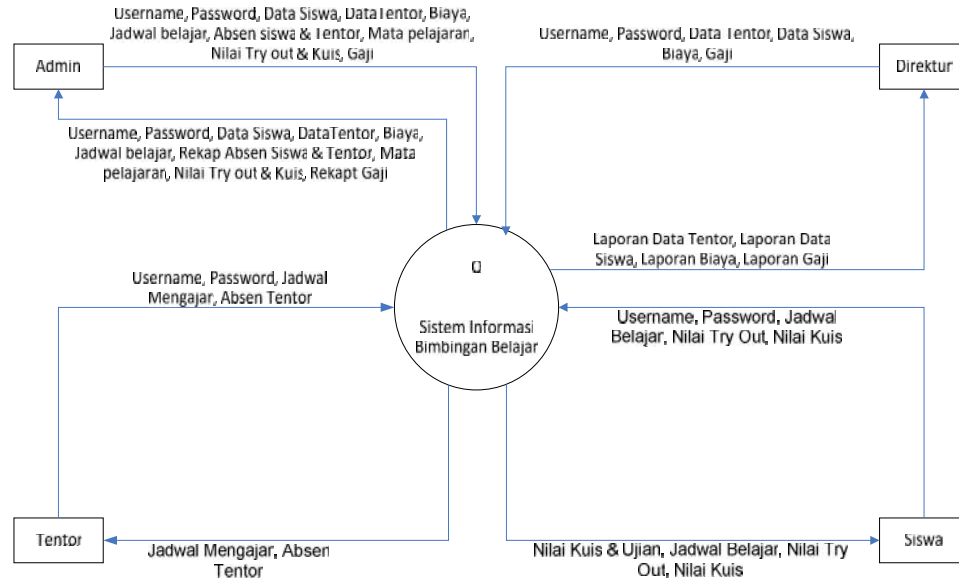 Username, Password, Data Siswa, DataTentor, Biaya,
Jadwal belajar, Absen siswa & Tentor, Mata pelajaran,
Nilai Try out & Kuis, Gaji
Username, Password, Data Tentor, Data Siswa,
Biaya, Gaji
Admin
Direktur
Username, Password, Data Siswa, DataTentor, Biaya,
Jadwal belajar, Rekap Absen Siswa & Tentor, Mata
pelajaran, Nilai Try out & Kuis, Rekapt Gaji
Laporan Data Tentor, Laporan Data
Siswa, Laporan Biaya, Laporan Gaji
0
Sistem Informasi
Bimbingan Belajar
Username, Password, Jadwal
Mengajar, Absen Tentor
Username, Password, Jadwal
Belajar, Nilai Try Out, Nilai Kuis
Tentor
Siswa
Jadwal Mengajar, Absen
Tentor
Nilai Kuis & Ujian, Jadwal Belajar, Nilai Try
Out, Nilai Kuis